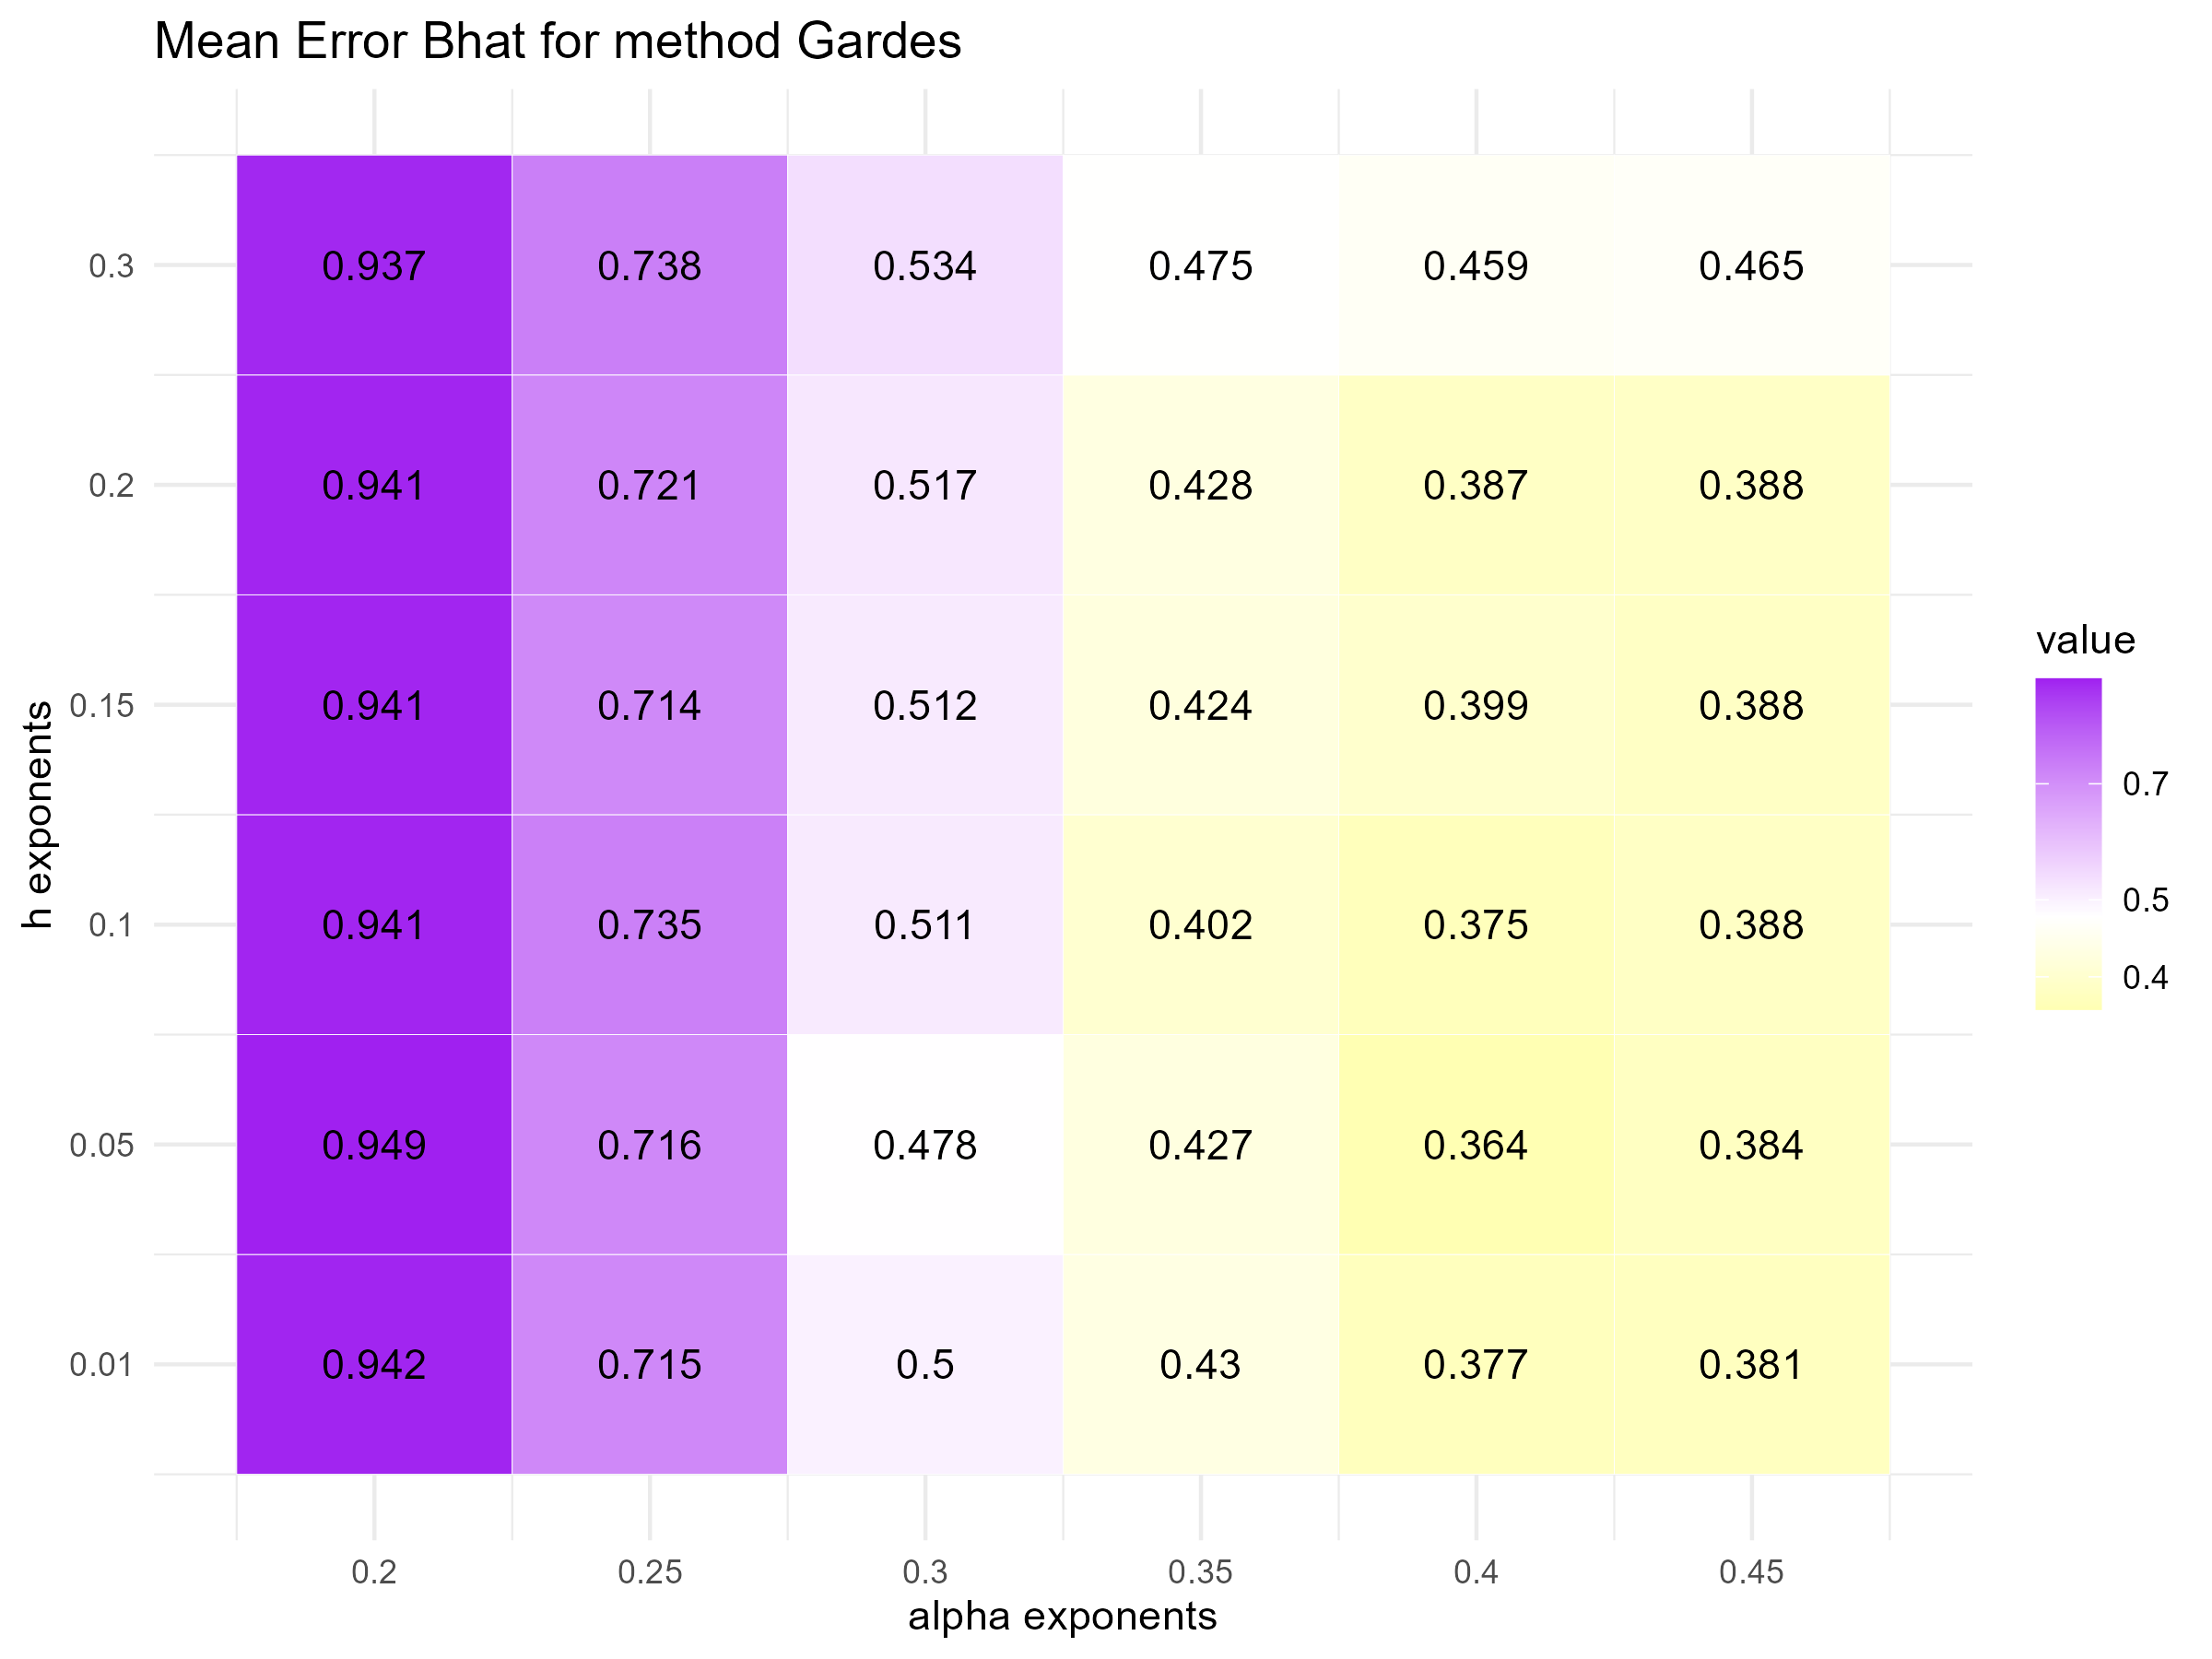 Mean Error Bhat for method Gardes
h exponents
0.3 0.937 0.738 0.534 0.475 0.459 0.465
0.2 0.941 0.721 0.517 0.428 0.387 0.388
0.15 0.941 0.714 0.512 0.424 0.399 0.388
0.1 0.941 0.735 0.511 0.402 0.375 0.388
0.05 0.949 0.716 0.478 0.427 0.364 0.384
0.01 0.942 0.715 0.5 0.43 0.377 0.381
0.2 0.25 0.3 0.35 0.4 0.45
alpha exponents
value
0.7
0.5
0.4